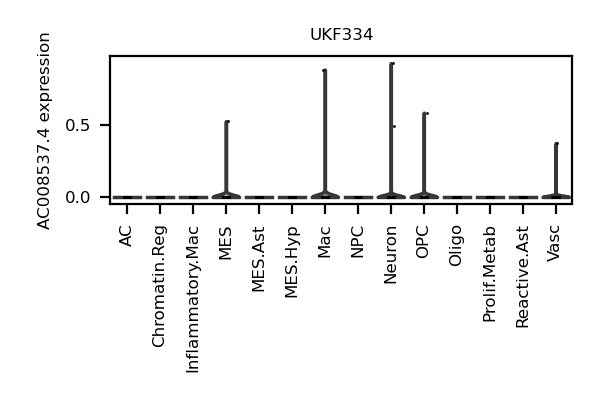 UKF334
AC008537.4 expression
0.5
0.0
AC
Chromatin.Reg
Inflammatory.Mac
MES
MES.Ast
MES.Hyp
Mac
NPC
Neuron
OPC
Oligo
Prolif.Metab
Reactive.Ast
Vasc